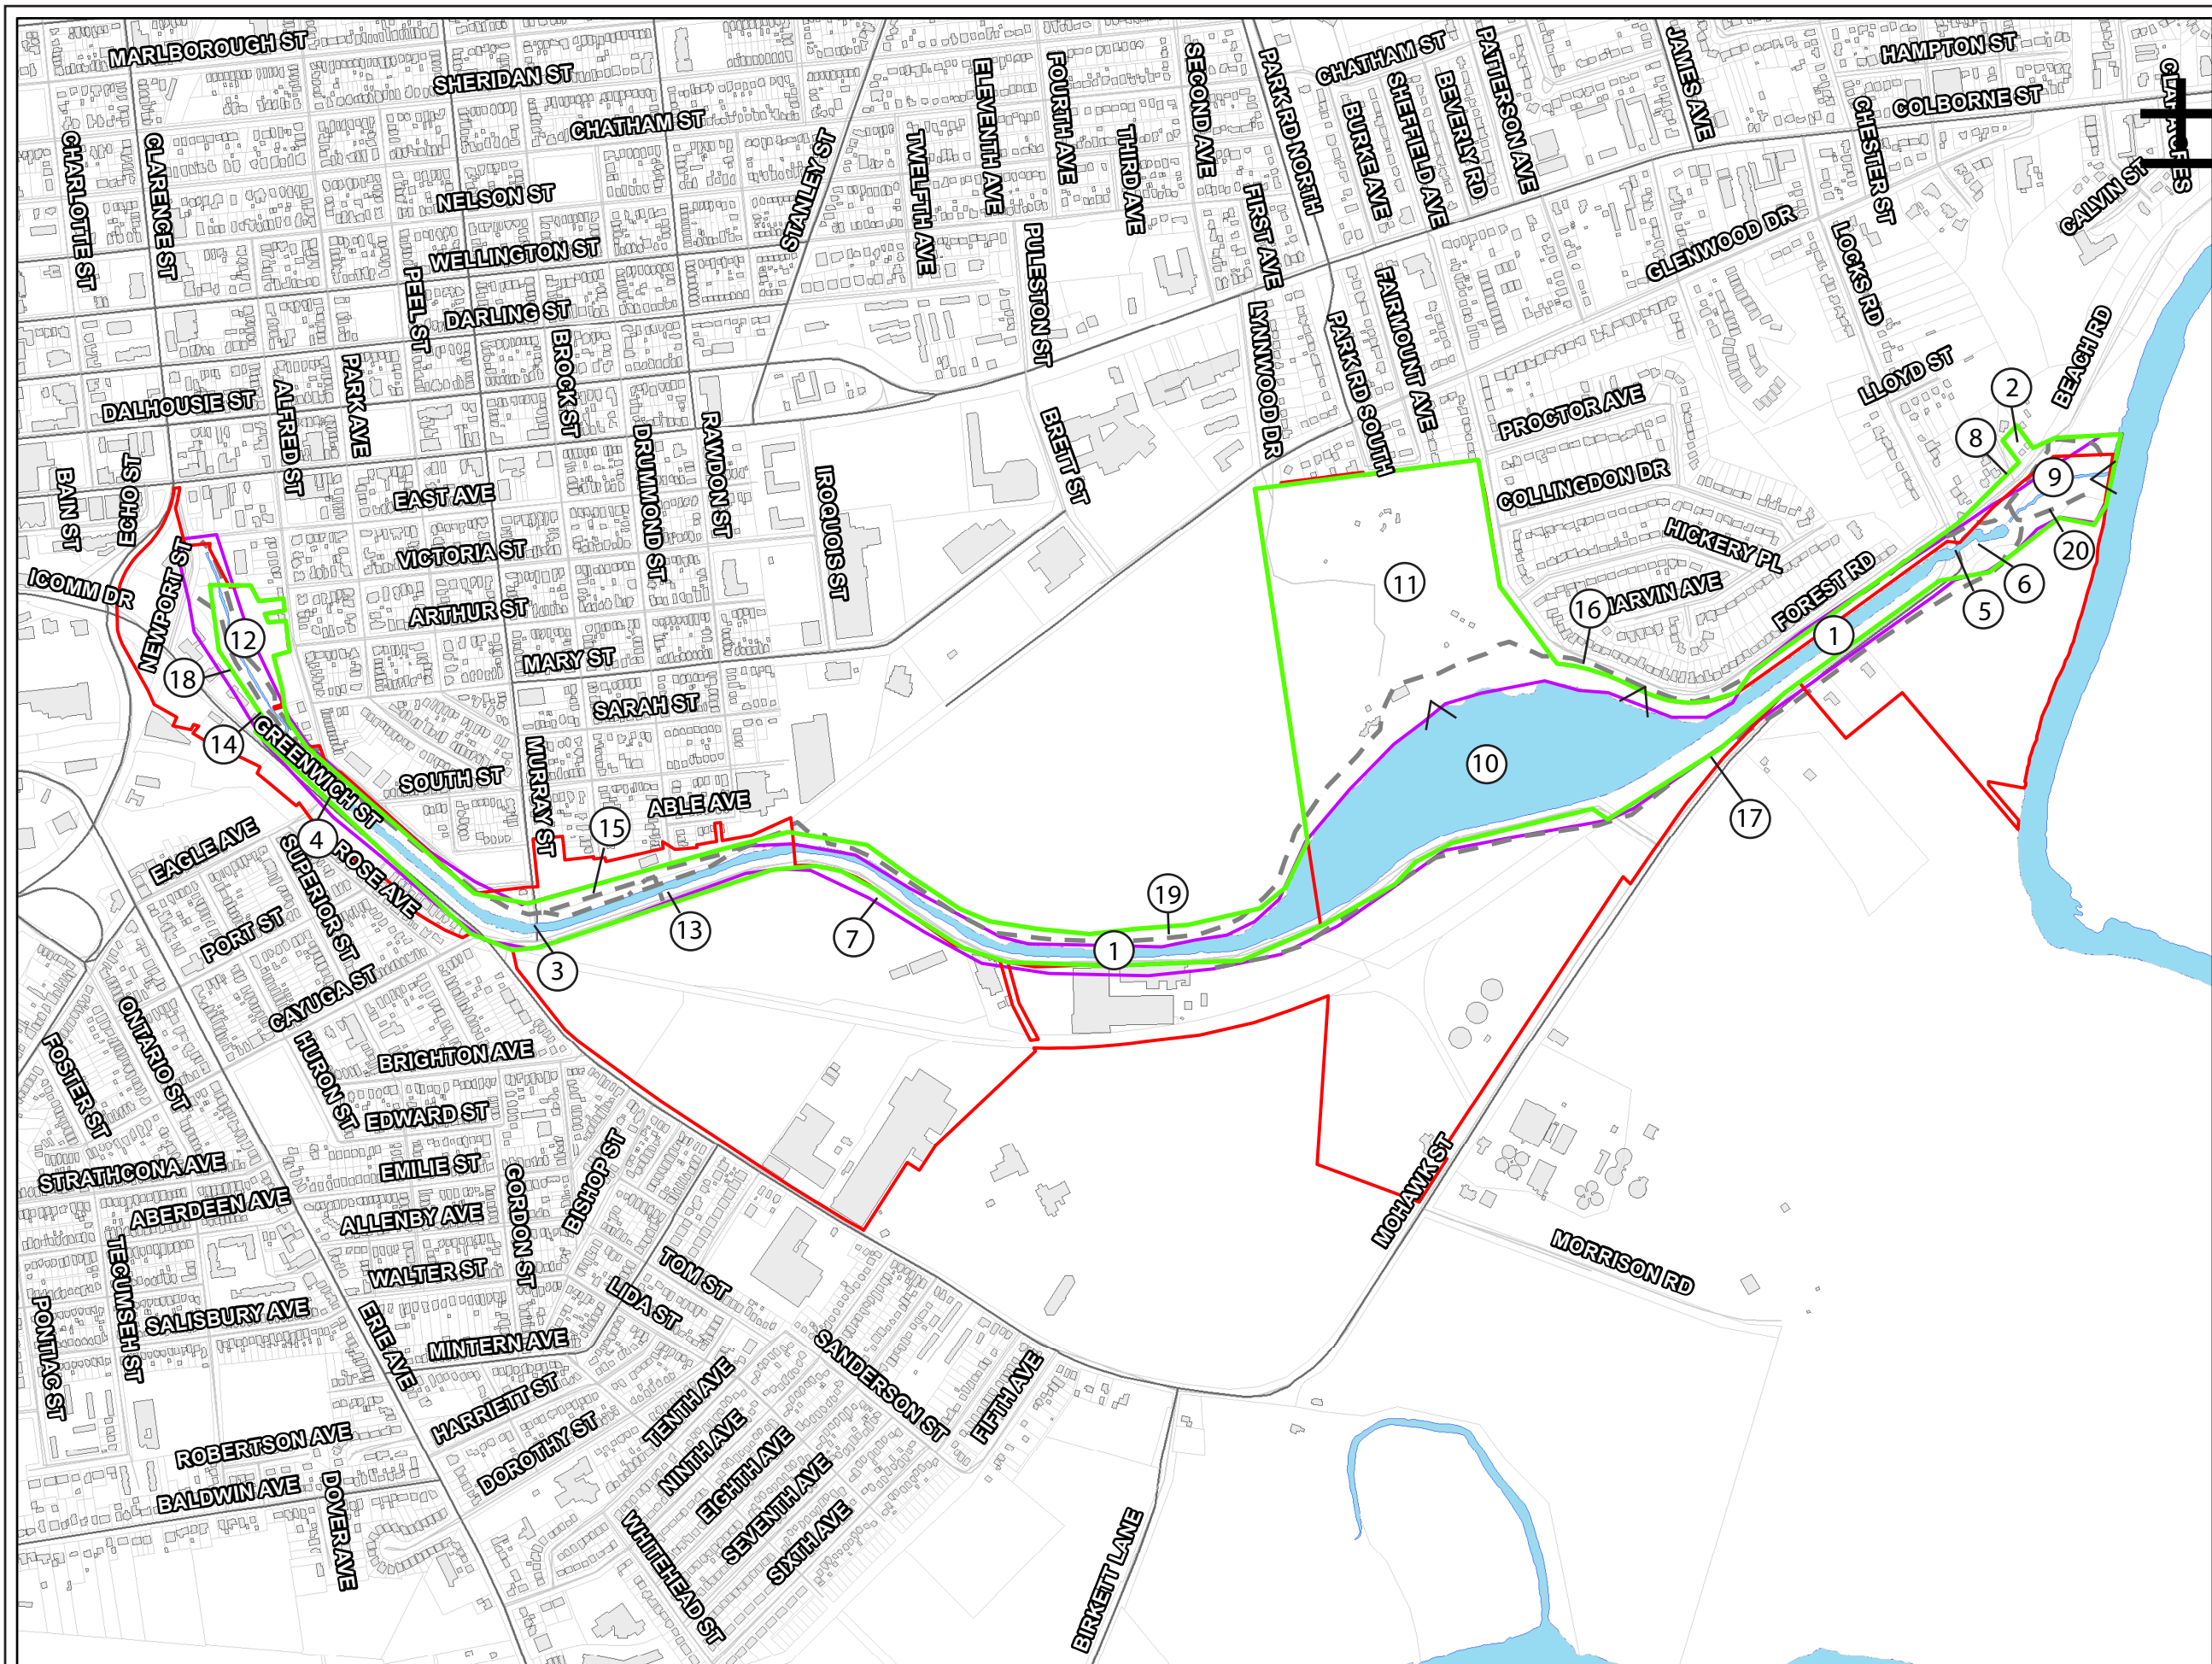 MARLBOROUGH ST
SHERIDAN ST
CHATHAM ST
CHARLOTTE ST
CLARENCE ST
NELSON ST
WELLINGTON ST
DARLING ST
PEEL ST
STANLEY ST
TWELFTH AVE
ELEVENTH AVE
FOURTH AVE
THIRD AVE
SECOND AVE
FIRST AVE
PARK RD NORTH
CHATHAM ST
BURKE AVE
SHEFFIELD AVE
BEVERLY RD
PATTERSON AVE
JAMES AVE
HAMPTON ST
COLBORNE ST
CHESTER ST
CALVIN ST
GLENWOOD DR
LOCKS RD
LLOYD ST
BEACH RD
PULESTON ST
LYNNWOOD DR
PARK RD SOUTH
FAIRMOUNT AVE
PROCTOR AVE
COLLINGDON DR
HICKERY PL
MARVIN AVE
FOREST RD
DALHOUSIE ST
ALFRED ST
PARK AVE
BROCK ST
DRUMMOND ST
RAWDON ST
IROQUOIS ST
BRETT ST
BAIN ST
ECHO ST
ICOMM DR
NEWPORT ST
EAST AVE
VICTORIA ST
ARTHUR ST
MARY ST
SARAH ST
SOUTH ST
MURRAY ST
ABLE AVE
GREENWICH ST
EAGLE AVE
SUPERIOR ST
ROSE AVE
PORT ST
CAYUGA ST
ONTARIO ST
FOSTER ST
HURON ST
BRIGHTON AVE
EDWARD ST
EMILIE ST
STRATHCONA AVE
ABERDEEN AVE
ALLENBY AVE
GORDON ST
BISHOP ST
WALTER ST
TECUMSEH ST
PONTIAC ST
SALISBURY AVE
ERIE AVE
MINTERN AVE
LIDA ST
TOM ST
HARRIETT ST
DOROTHY ST
TENTH AVE
NINTH AVE
EIGHTH AVE
SEVENTH AVE
SIXTH AVE
SANDERSON ST
FIFTH AVE
WHITEHEAD ST
ROBERTSON AVE
BALDWIN AVE
DOVER AVE
MOHAWK ST
MORRISON RD
BIRKETT LANE
2
8
9
20
6
5
1
16
11
10
17
12
18
14
4
15
13
3
7
19
1